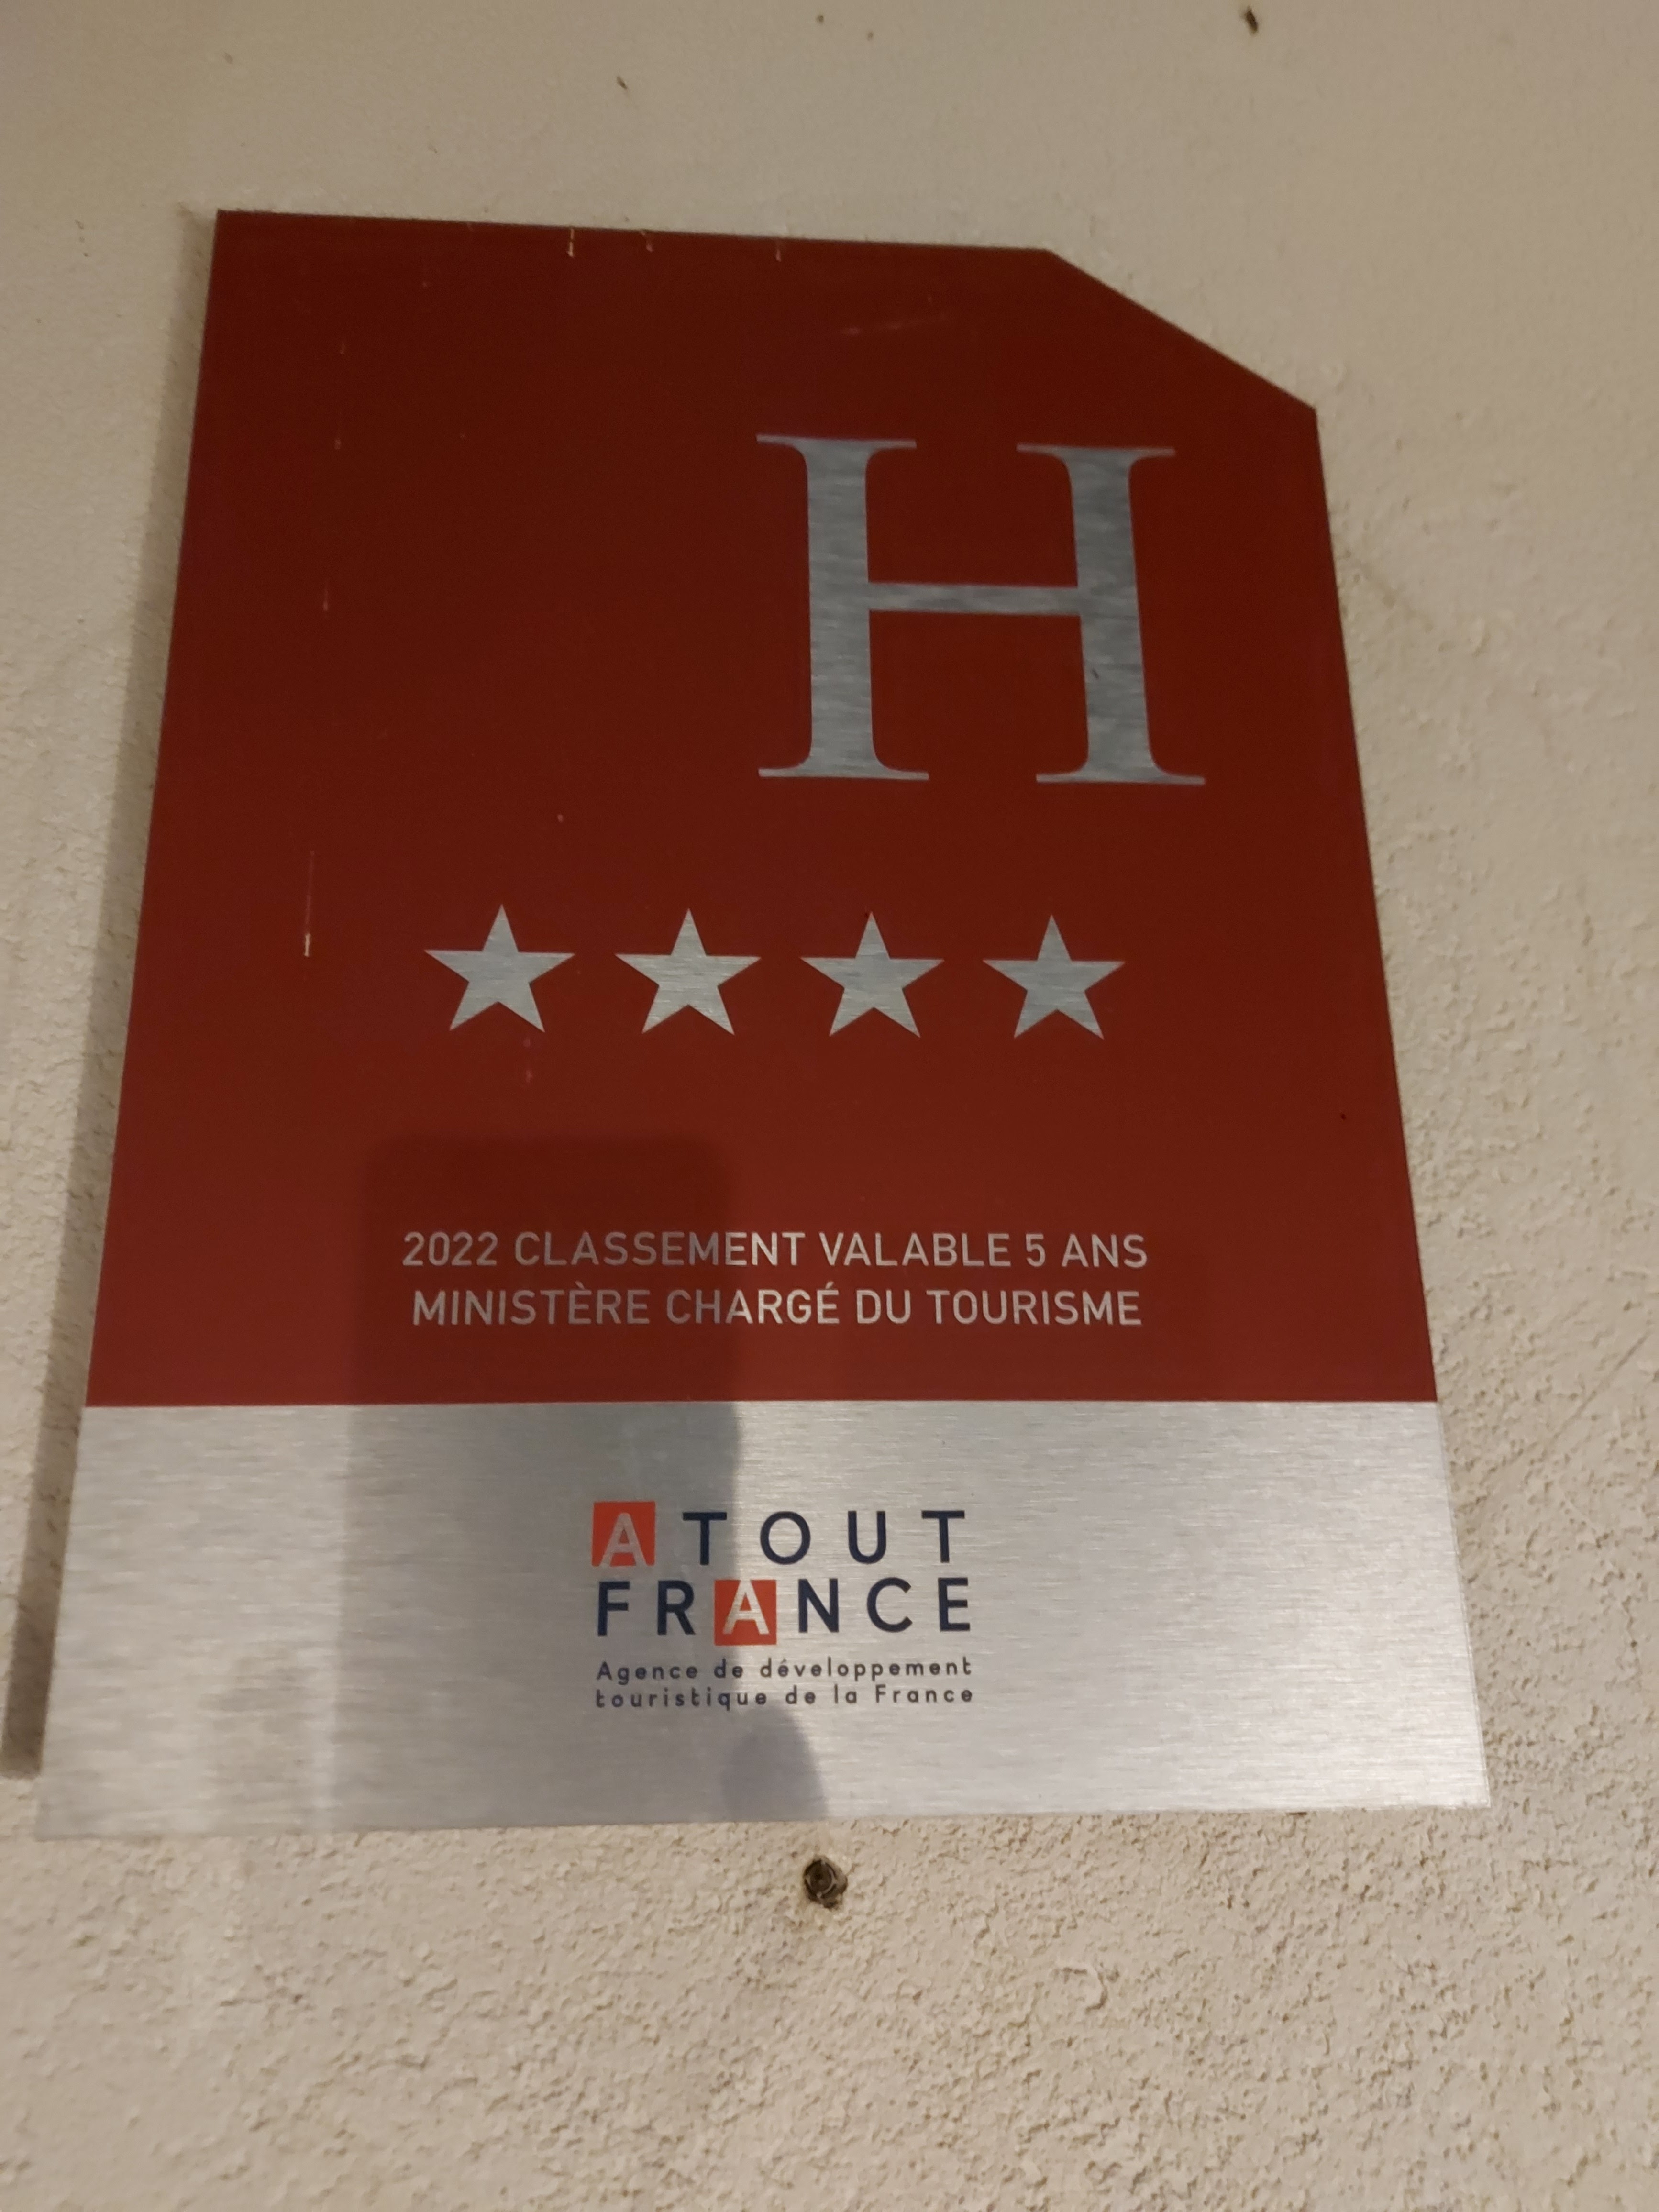 H
2022 CLASSEMENT VALABLE 5 ANS
MINISTÈRE CHARGÉ DU TOURISME
ATOUT
FRANCE
Agence de développement
touristique de la France